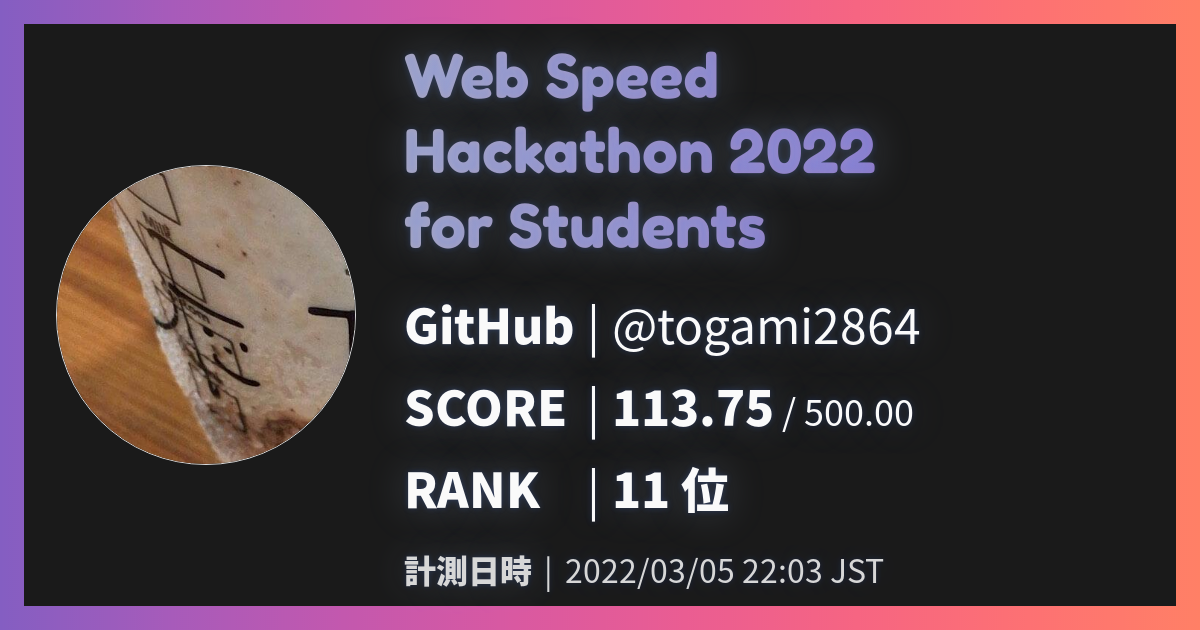 Web Speed
Hackathon 2022
for Students
GitHub | @togami2864
SCORE | 113.75 / 500.00
RANK | 11 位
計測日時 | 2022/03/05 22:03 JST